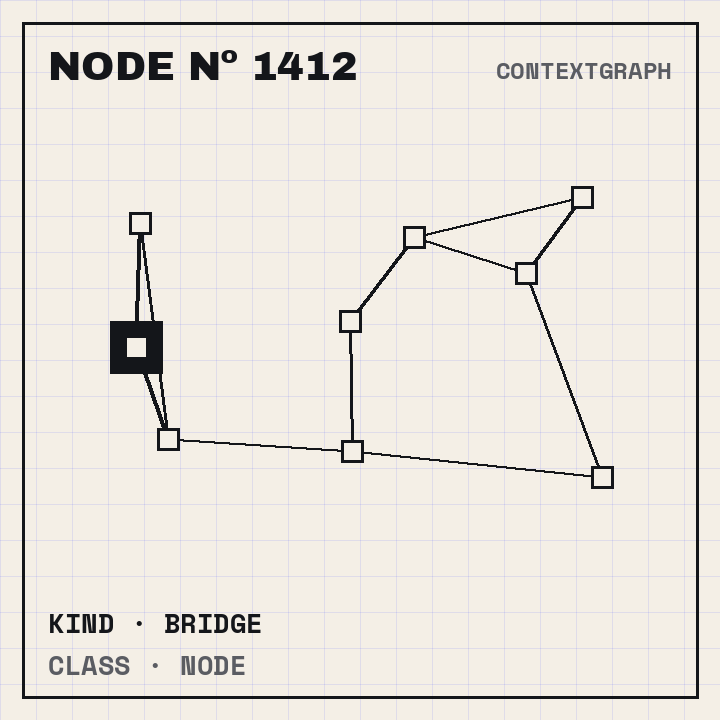 NODE Nº 1412
CONTEXTGRAPH
KIND · BRIDGE
CLASS · NODE